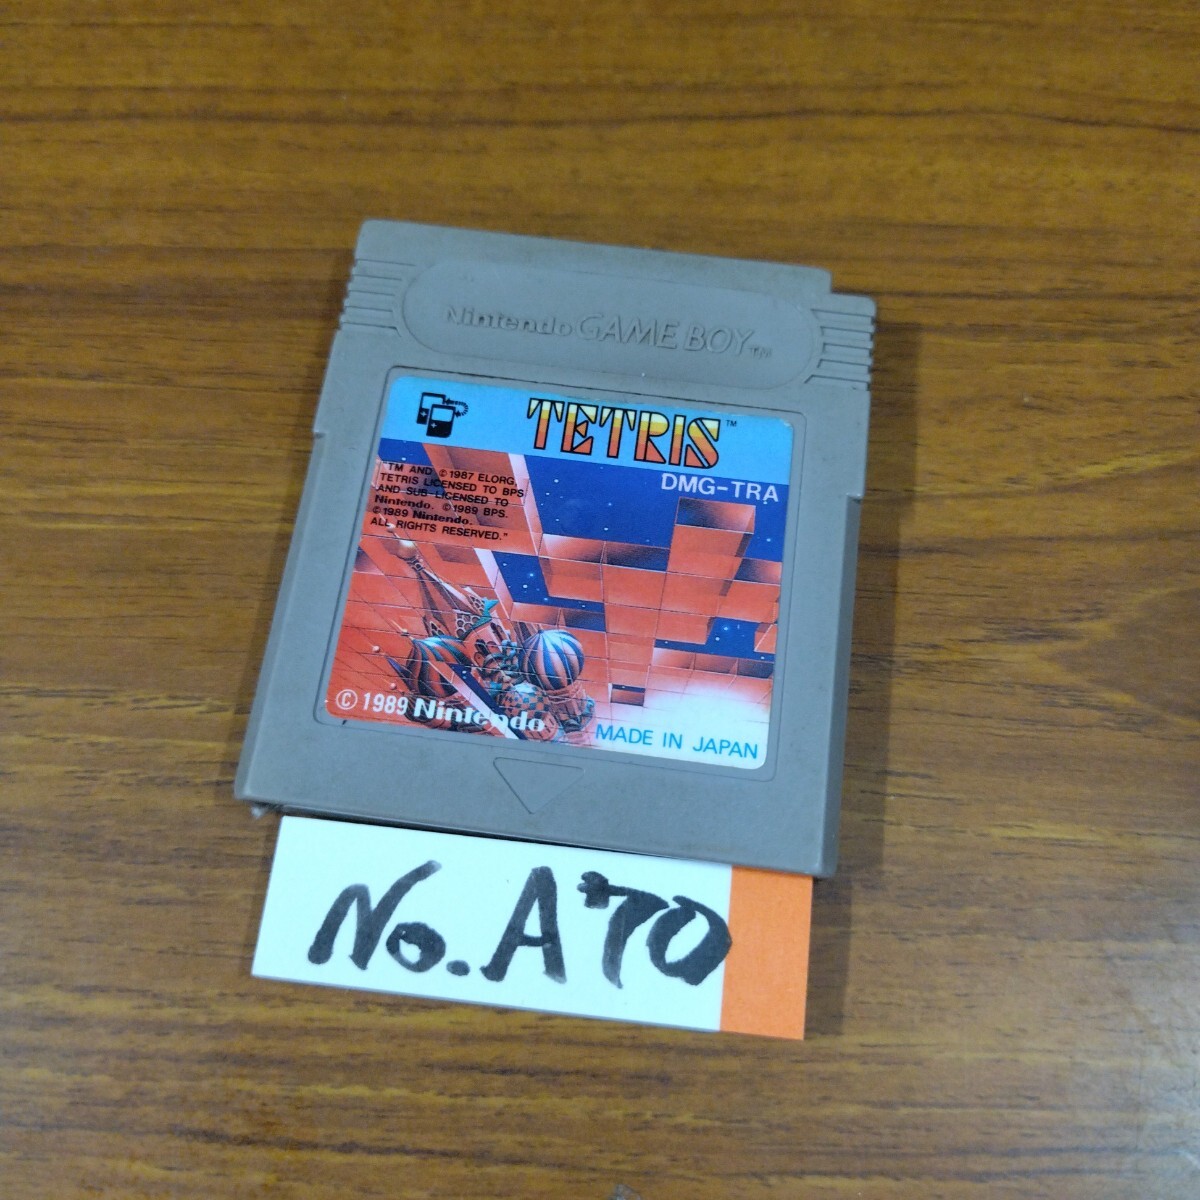 Nintendo GAME BOY™
TETRIS™
DMG-TRA
"TM AND © 1987 ELORG,
TETRIS LICENSED TO BPS
AND SUB-LICENSED TO
Nintendo. © 1989 BPS.
© 1989 Nintendo.
ALL RIGHTS RESERVED."
© 1989 Nintendo
MADE IN JAPAN
No. A70